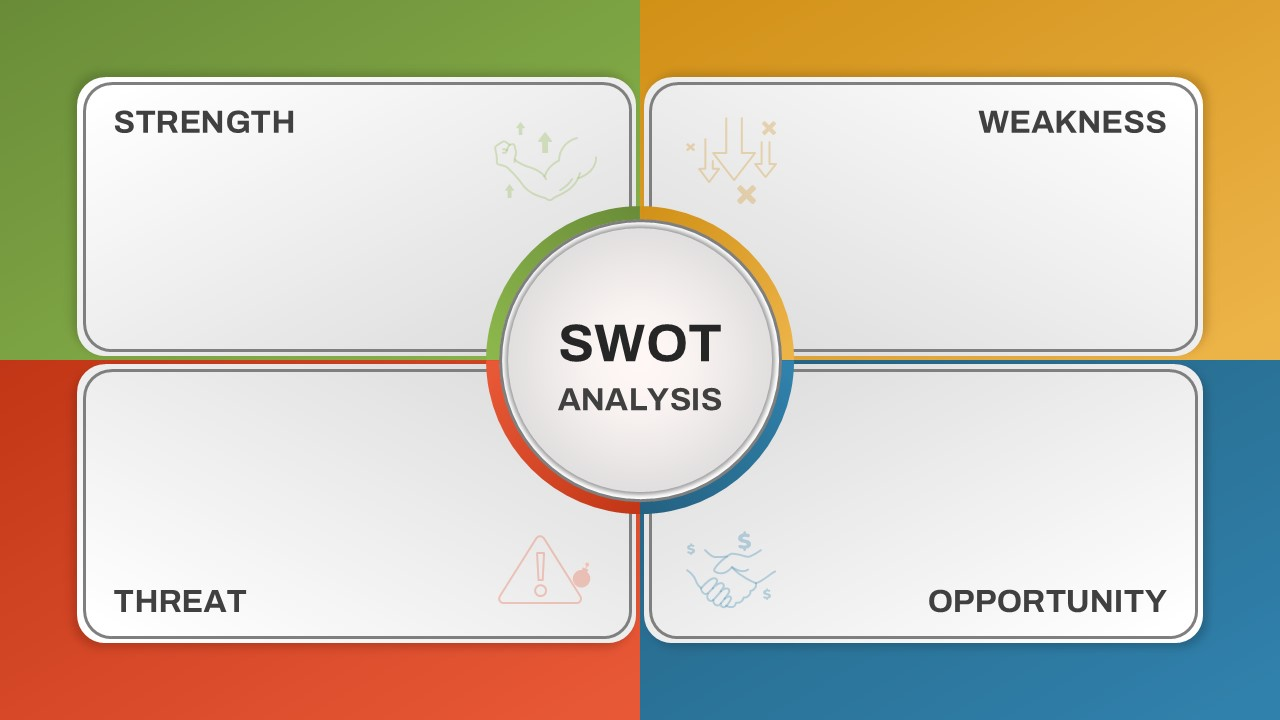 STRENGTH
WEAKNESS
SWOT
ANALYSIS
THREAT
OPPORTUNITY
$
$
$